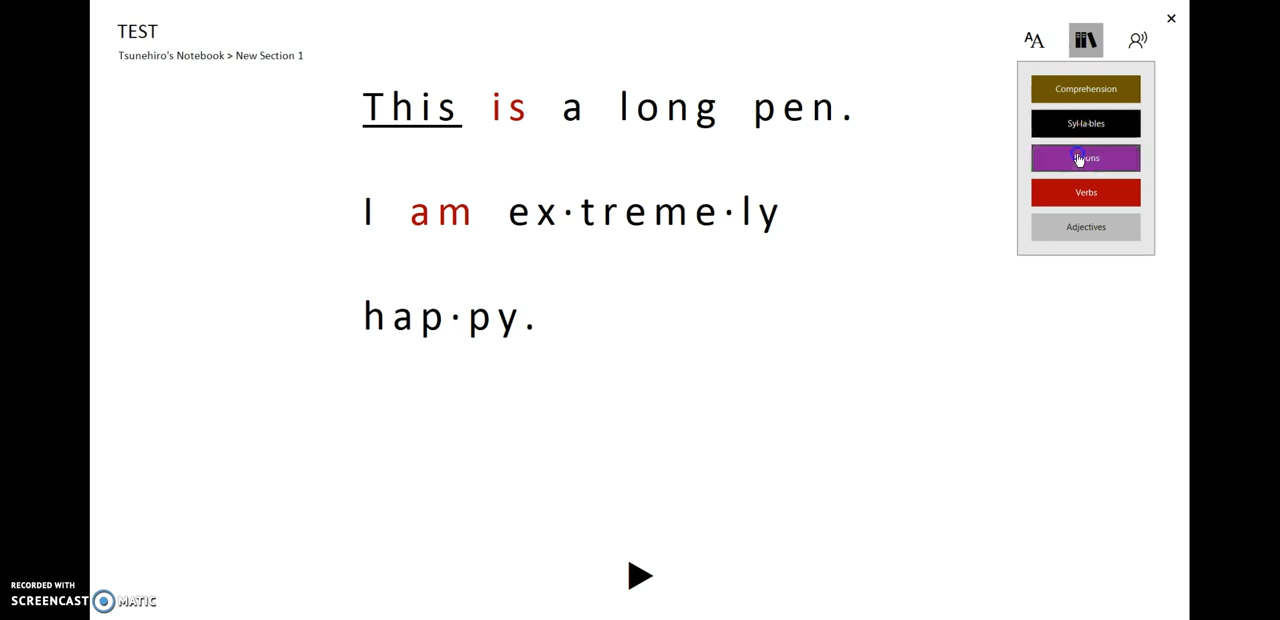 TEST
Tsunehiro's Notebook > New Section 1
This is a long pen.
I am ex·treme·ly
hap·py.
Comprehension
Syl·la·bles
Verbs
Adjectives
RECORDED WITH
SCREENCAST MATIC